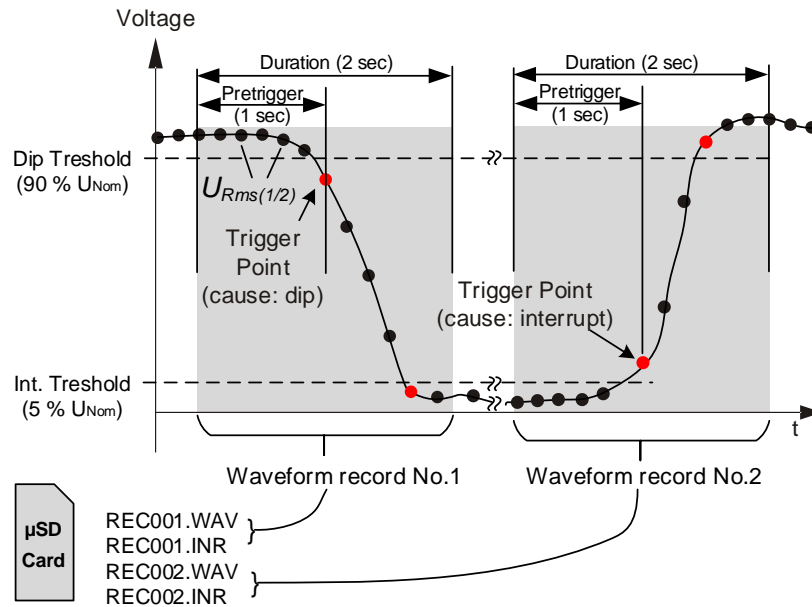 Voltage
Duration (2 sec)
Pretrigger
(1 sec)
Duration (2 sec)
Pretrigger
(1 sec)
Dip Treshold
(90 % UNom)
URms(1/2)
Trigger
Point
(cause: dip)
Trigger Point
(cause: interrupt)
Int. Treshold
(5 % UNom)
t
Waveform record No.1
Waveform record No.2
µSD
Card
REC001.WAV
REC001.INR
REC002.WAV
REC002.INR